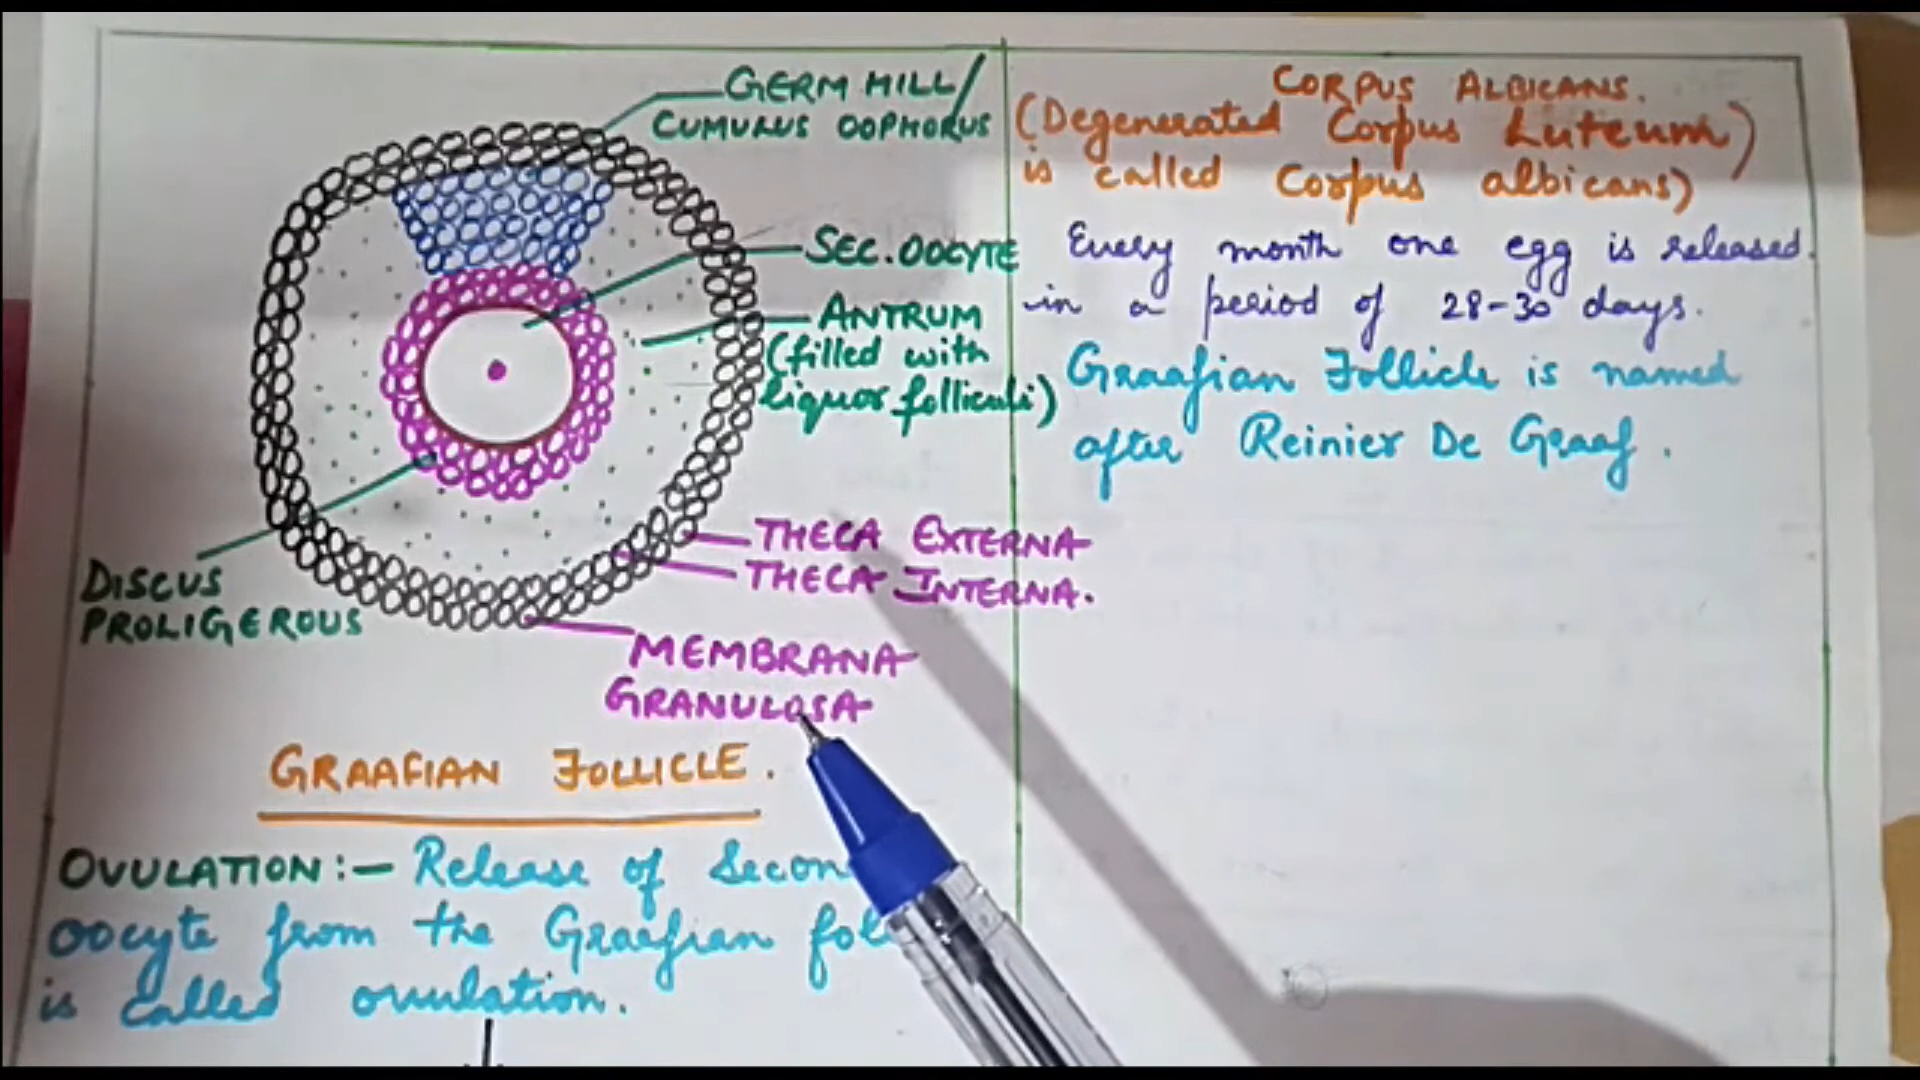 GERM HILL/
CUMULUS OOPHORUS
SEC. OOCYTE
ANTRUM
(filled with
liquor folliculi)
DISCUS
PROLIGEROUS
THECA EXTERNA
THECA INTERNA.
MEMBRANA
GRANULOSA
GRAAFIAN FOLLICLE.
OVULATION:- Release of
oocyte from the Graafian
is called ovulation.
CORPUS ALBICANS.
(Degenerated Corpus Luteum)
is called Corpus albicans)
Every month one egg is released
in a period of 28-30 days.
Graafian Follicle is named
after Reinier De Graaf.